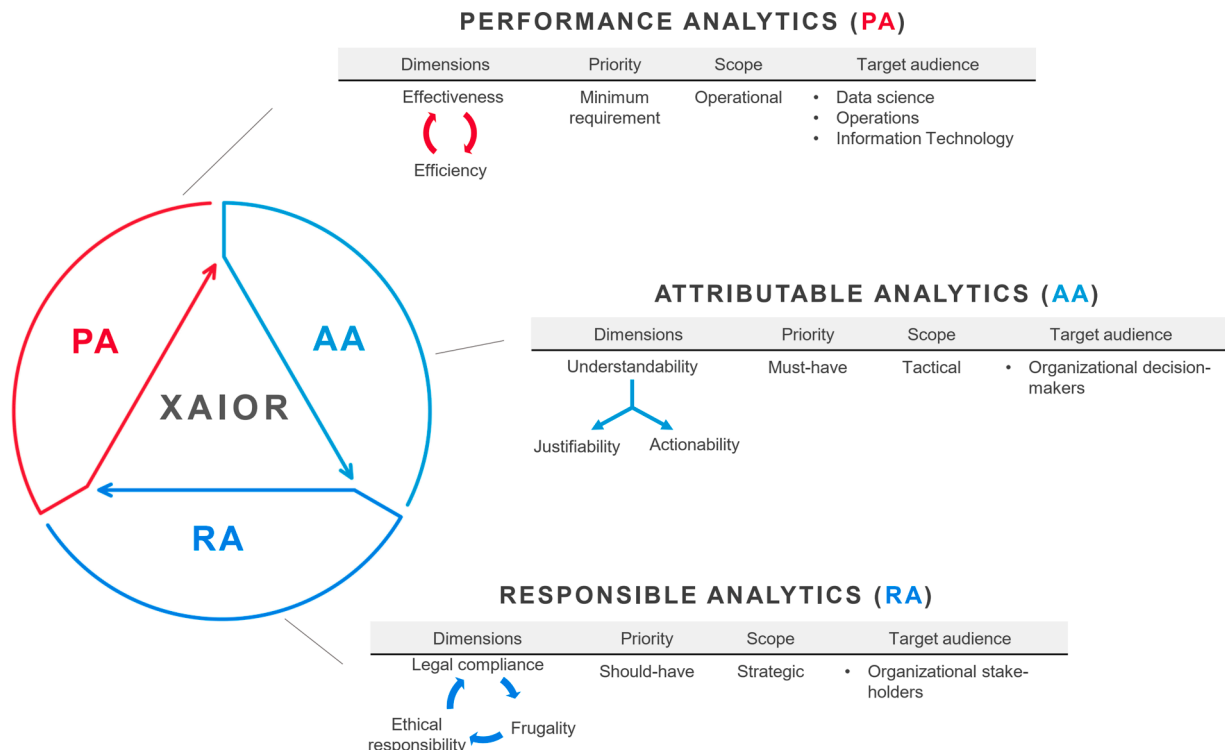 PERFORMANCE ANALYTICS (PA)
Dimensions Priority Scope Target audience
Effectiveness Minimum Operational • Data science
requirement • Operations
• Information Technology
Efficiency
PA
AA
XAIOR
RA
ATTRIBUTABLE ANALYTICS (AA)
Dimensions Priority Scope Target audience
Understandability Must-have Tactical • Organizational decision-
makers
Justifiability Actionability
RESPONSIBLE ANALYTICS (RA)
Dimensions Priority Scope Target audience
Legal compliance Should-have Strategic • Organizational stake-
holders
Ethical Frugality
responsibility